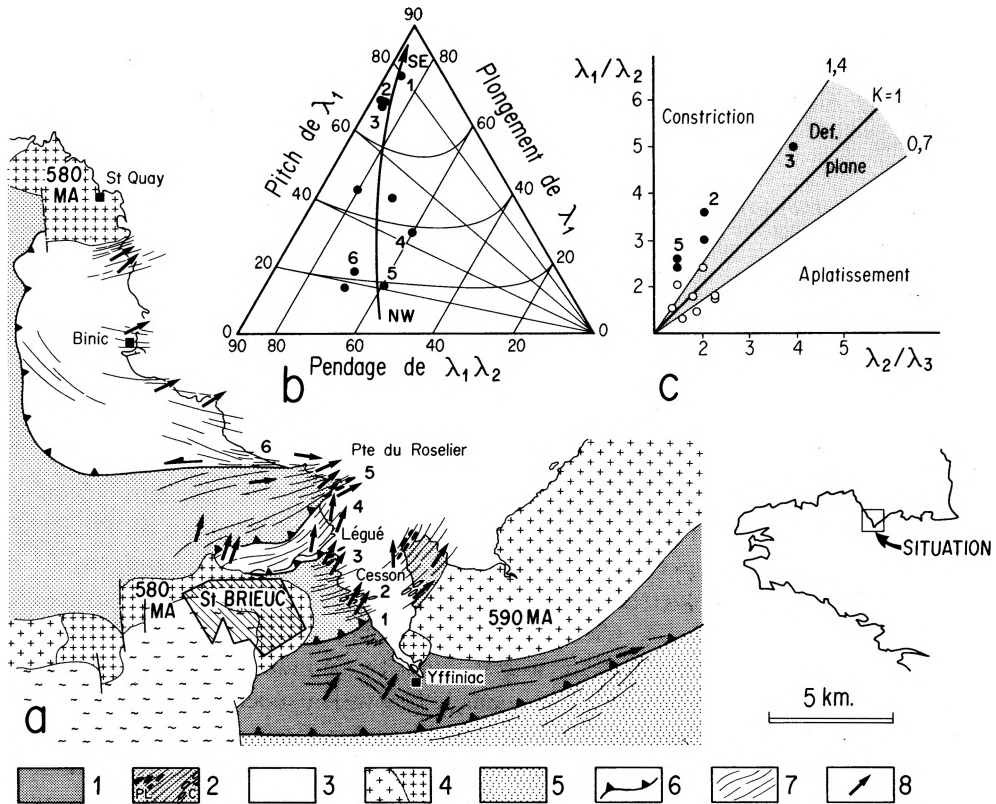 90
80
80
SE
1
2
3
60
60
Pitch de λ1
Plongement de λ1
40
40
4
20
20
6
5
NW
0
0
90
80
60
40
20
Pendage de λ1λ2
b
λ1/λ2
6
5
4
3
2
1,4
K=1
0,7
Constriction
Def.
plane
3
2
5
Aplatissement
2
3
4
5
λ2/λ3
c
580
MA
St Quay
Binic
6
Pte du Roselier
5
4
Légué
3
Cesson
2
1
580
MA
St BRIEUC
590 MA
Yffiniac
a
SITUATION
5 km.
1
PL
C
2
3
4
5
6
7
8